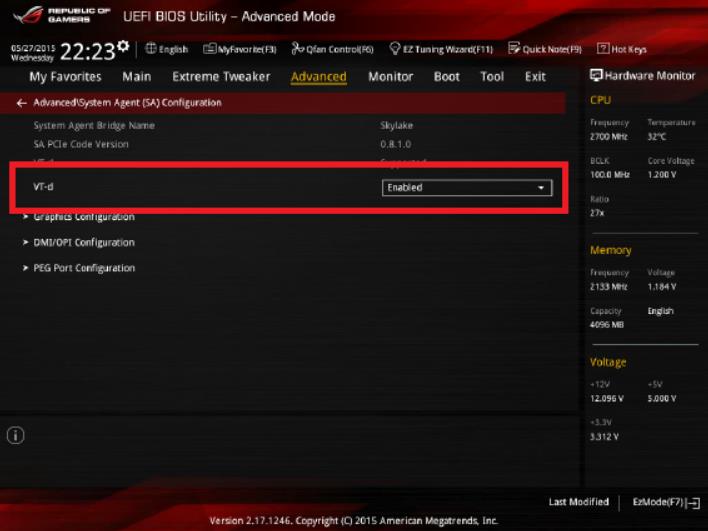 REPUBLIC OF
GAMERS
UEFI BIOS Utility – Advanced Mode
05/27/2015
Wednesday
22:23
English
MyFavorite(F3)
Qfan Control(F6)
EZ Tuning Wizard(F11)
Quick Note(F9)
? Hot Keys
My Favorites Main Extreme Tweaker Advanced Monitor Boot Tool Exit
Hardware Monitor
← Advanced\System Agent (SA) Configuration
System Agent Bridge Name Skylake
SA PCIe Code Version 0.8.1.0
VT-d Supported
VT-d Enabled
> Graphics Configuration
> DMI/OPI Configuration
> PEG Port Configuration
CPU
Frequency Temperature
2700 MHz 32°C
BCLK Core Voltage
100.0 MHz 1.200 V
Ratio
27x
Memory
Frequency Voltage
2133 MHz 1.184 V
Capacity English
4096 MB
Voltage
+12V +5V
12.096 V 5.000 V
+3.3V
3.312 V
Last Modified
EzMode(F7)
Version 2.17.1246. Copyright (C) 2015 American Megatrends, Inc.